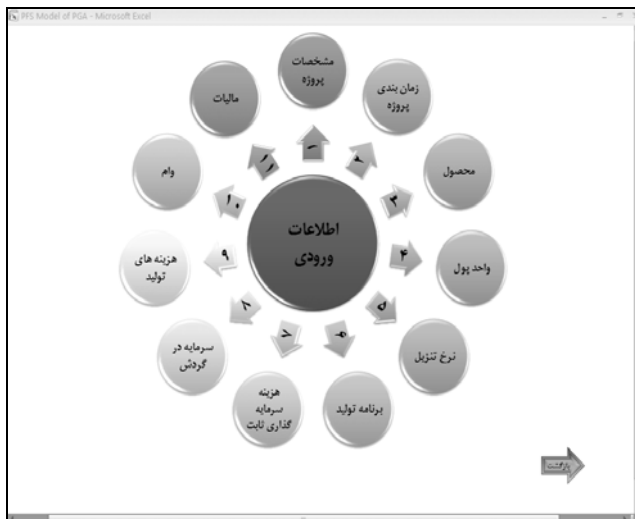 PFS Model of PGA - Microsoft Excel
اطلاعات
ورودی
۱
مشخصات
پروژه
۲
زمان بندی
پروژه
۳
محصول
۴
واحد پول
۵
نرخ تنزیل
۶
برنامه تولید
۷
هزینه
سرمایه
گذاری ثابت
۸
سرمایه در
گردش
۹
هزینه های
تولید
۱۰
وام
۱۱
مالیات
بازگشت